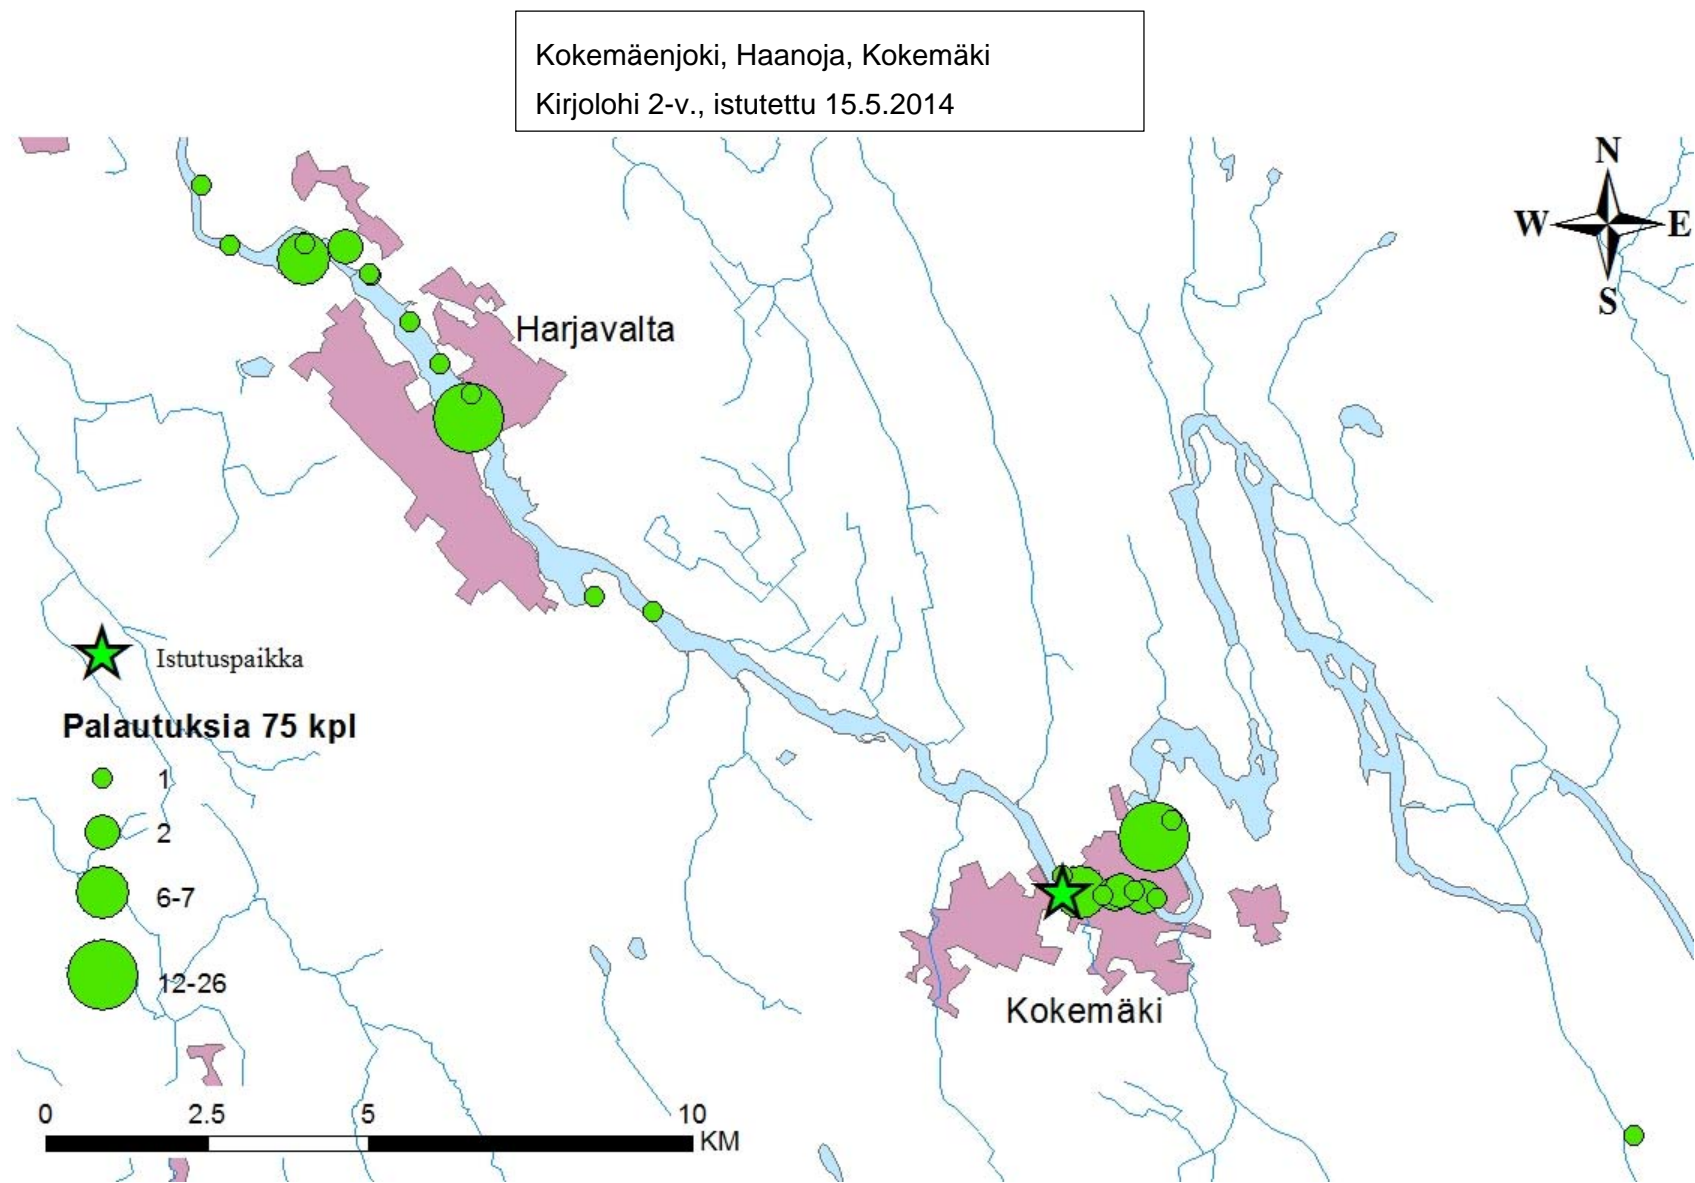 Kokemäenjoki, Haanoja, Kokemäki
Kirjolohi 2-v., istutettu 15.5.2014
N
W E
S
Harjavalta
Istutuspaikka
Palautuksia 75 kpl
1
2
6-7
12-26
Kokemäki
0 2.5 5 10
KM